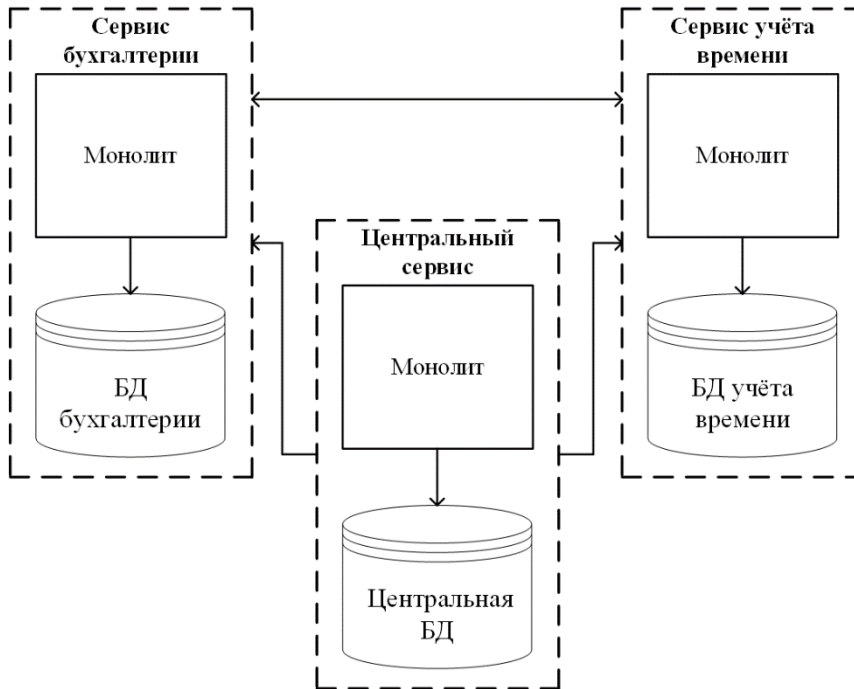 Сервис
бухгалтерии
Монолит
БД
бухгалтерии
Центральный
сервис
Монолит
Центральная
БД
Сервис учёта
времени
Монолит
БД учёта
времени